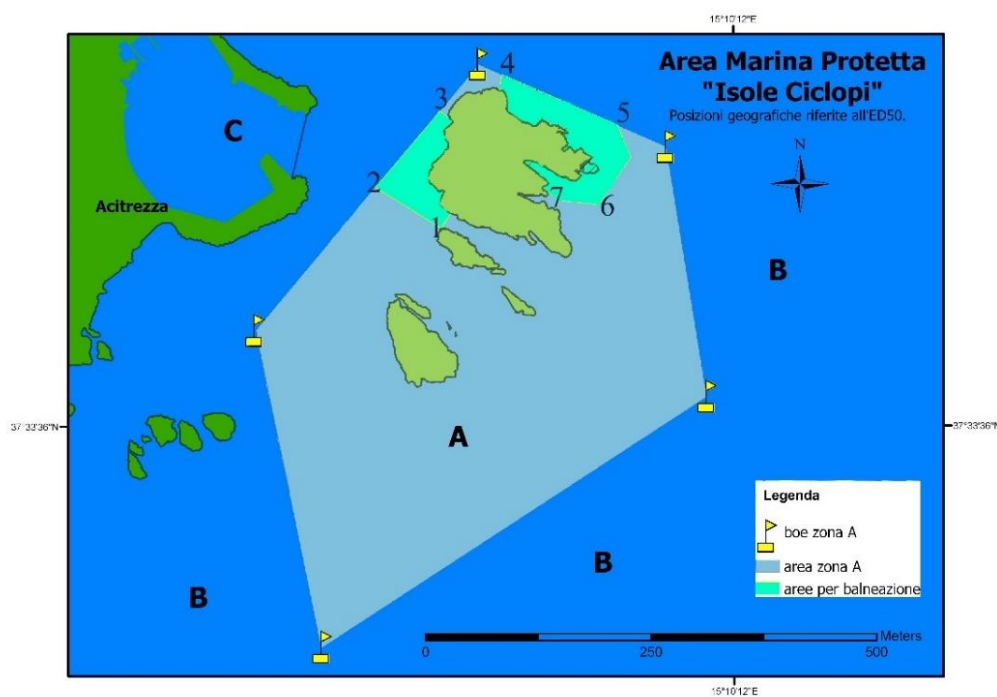 15°10'12"E
Area Marina Protetta
"Isole Ciclopi"
Posizioni geografiche riferite all'ED50.
N
4
3
5
C
2
7
6
Acitrezza
1
B
37°33'36"N
37°33'36"N
A
Legenda
boe zona A
area zona A
aree per balneazione
B
B
Meters
0
250
500
15°10'12"E